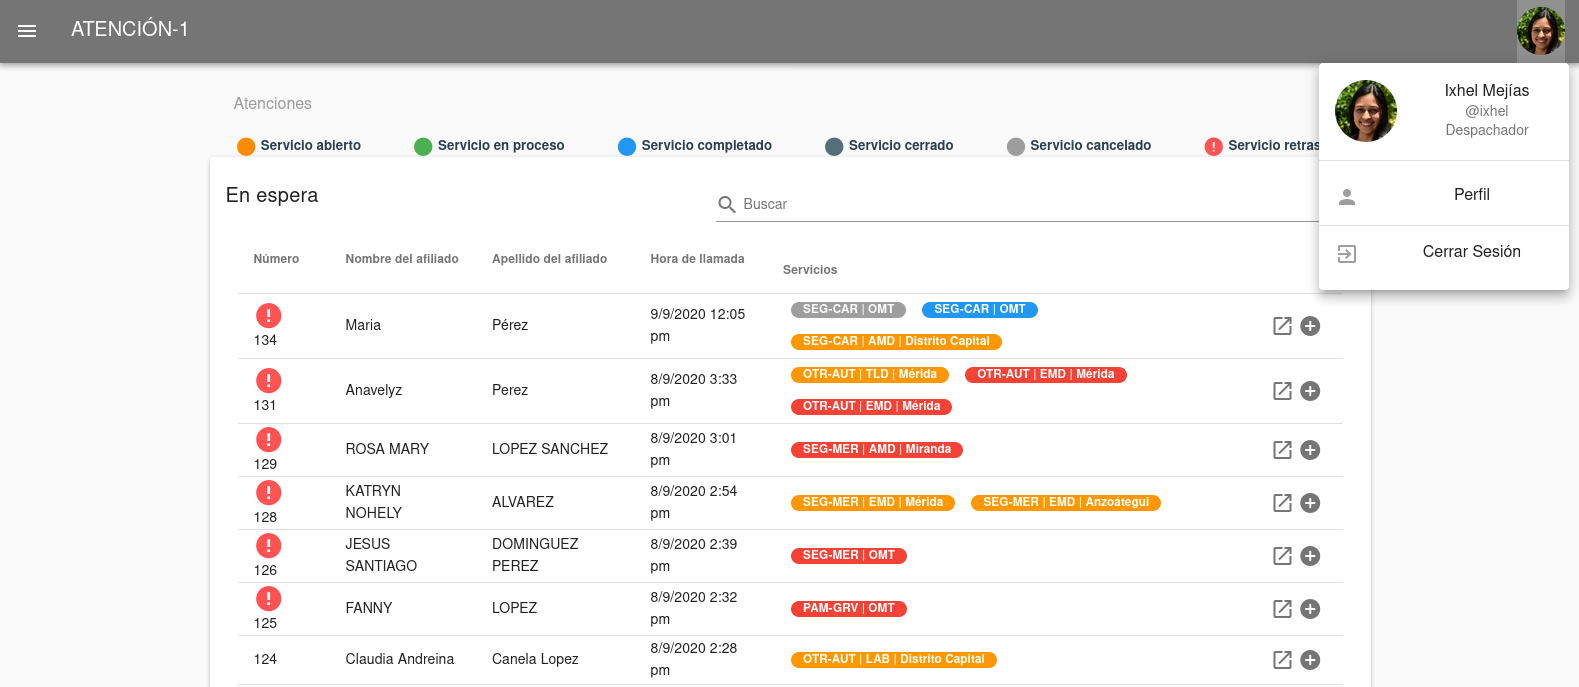 ATENCIÓN-1
Ixhel Mejías
@ixhel
Despachador
Perfil
Cerrar Sesión
Atenciones
Servicio abierto
Servicio en proceso
Servicio completado
Servicio cerrado
Servicio cancelado
Servicio retras
En espera
Buscar
Número Nombre del afiliado Apellido del afiliado Hora de llamada Servicios
134 Maria Pérez 9/9/2020 12:05 pm SEG-CAR | OMT SEG-CAR | OMT
SEG-CAR | AMD | Distrito Capital
131 Anavelyz Perez 8/9/2020 3:33 pm OTR-AUT | TLD | Mérida OTR-AUT | EMD | Mérida
OTR-AUT | EMD | Mérida
129 ROSA MARY LOPEZ SANCHEZ 8/9/2020 3:01 pm SEG-MER | AMD | Miranda
128 KATRYN NOHELY ALVAREZ 8/9/2020 2:54 pm SEG-MER | EMD | Mérida SEG-MER | EMD | Anzoátegui
126 JESUS SANTIAGO DOMINGUEZ PEREZ 8/9/2020 2:39 pm SEG-MER | OMT
125 FANNY LOPEZ 8/9/2020 2:32 pm PAM-GRV | OMT
124 Claudia Andreina Canela Lopez 8/9/2020 2:28 pm OTR-AUT | LAB | Distrito Capital